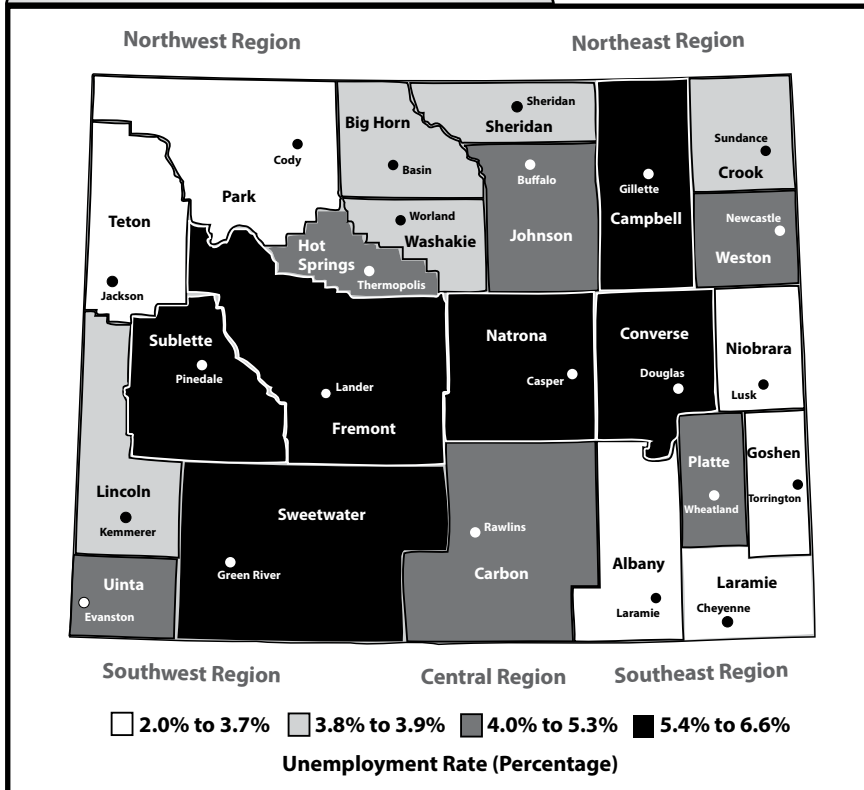 Northwest Region
Northeast Region
Sheridan
Sheridan
Big Horn
Basin
Cody
Park
Teton
Jackson
Buffalo
Johnson
Gillette
Campbell
Sundance
Crook
Newcastle
Weston
Worland
Washakie
Hot
Springs
Thermopolis
Sublette
Pinedale
Lander
Fremont
Natrona
Casper
Converse
Douglas
Niobrara
Lusk
Lincoln
Kemmerer
Sweetwater
Green River
Rawlins
Carbon
Platte
Wheatland
Goshen
Torrington
Uinta
Evanston
Albany
Laramie
Laramie
Cheyenne
Southwest Region
Central Region
Southeast Region
2.0% to 3.7% 3.8% to 3.9% 4.0% to 5.3% 5.4% to 6.6%
Unemployment Rate (Percentage)